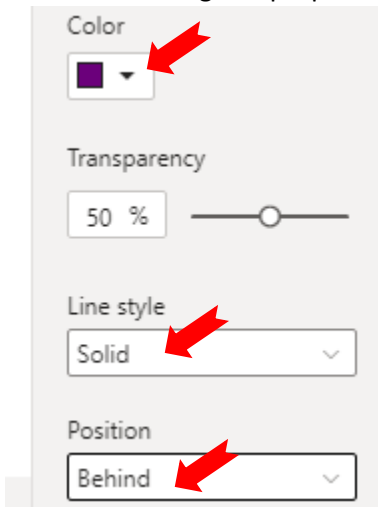 Color
Transparency
50 %
Line style
Solid
Position
Behind